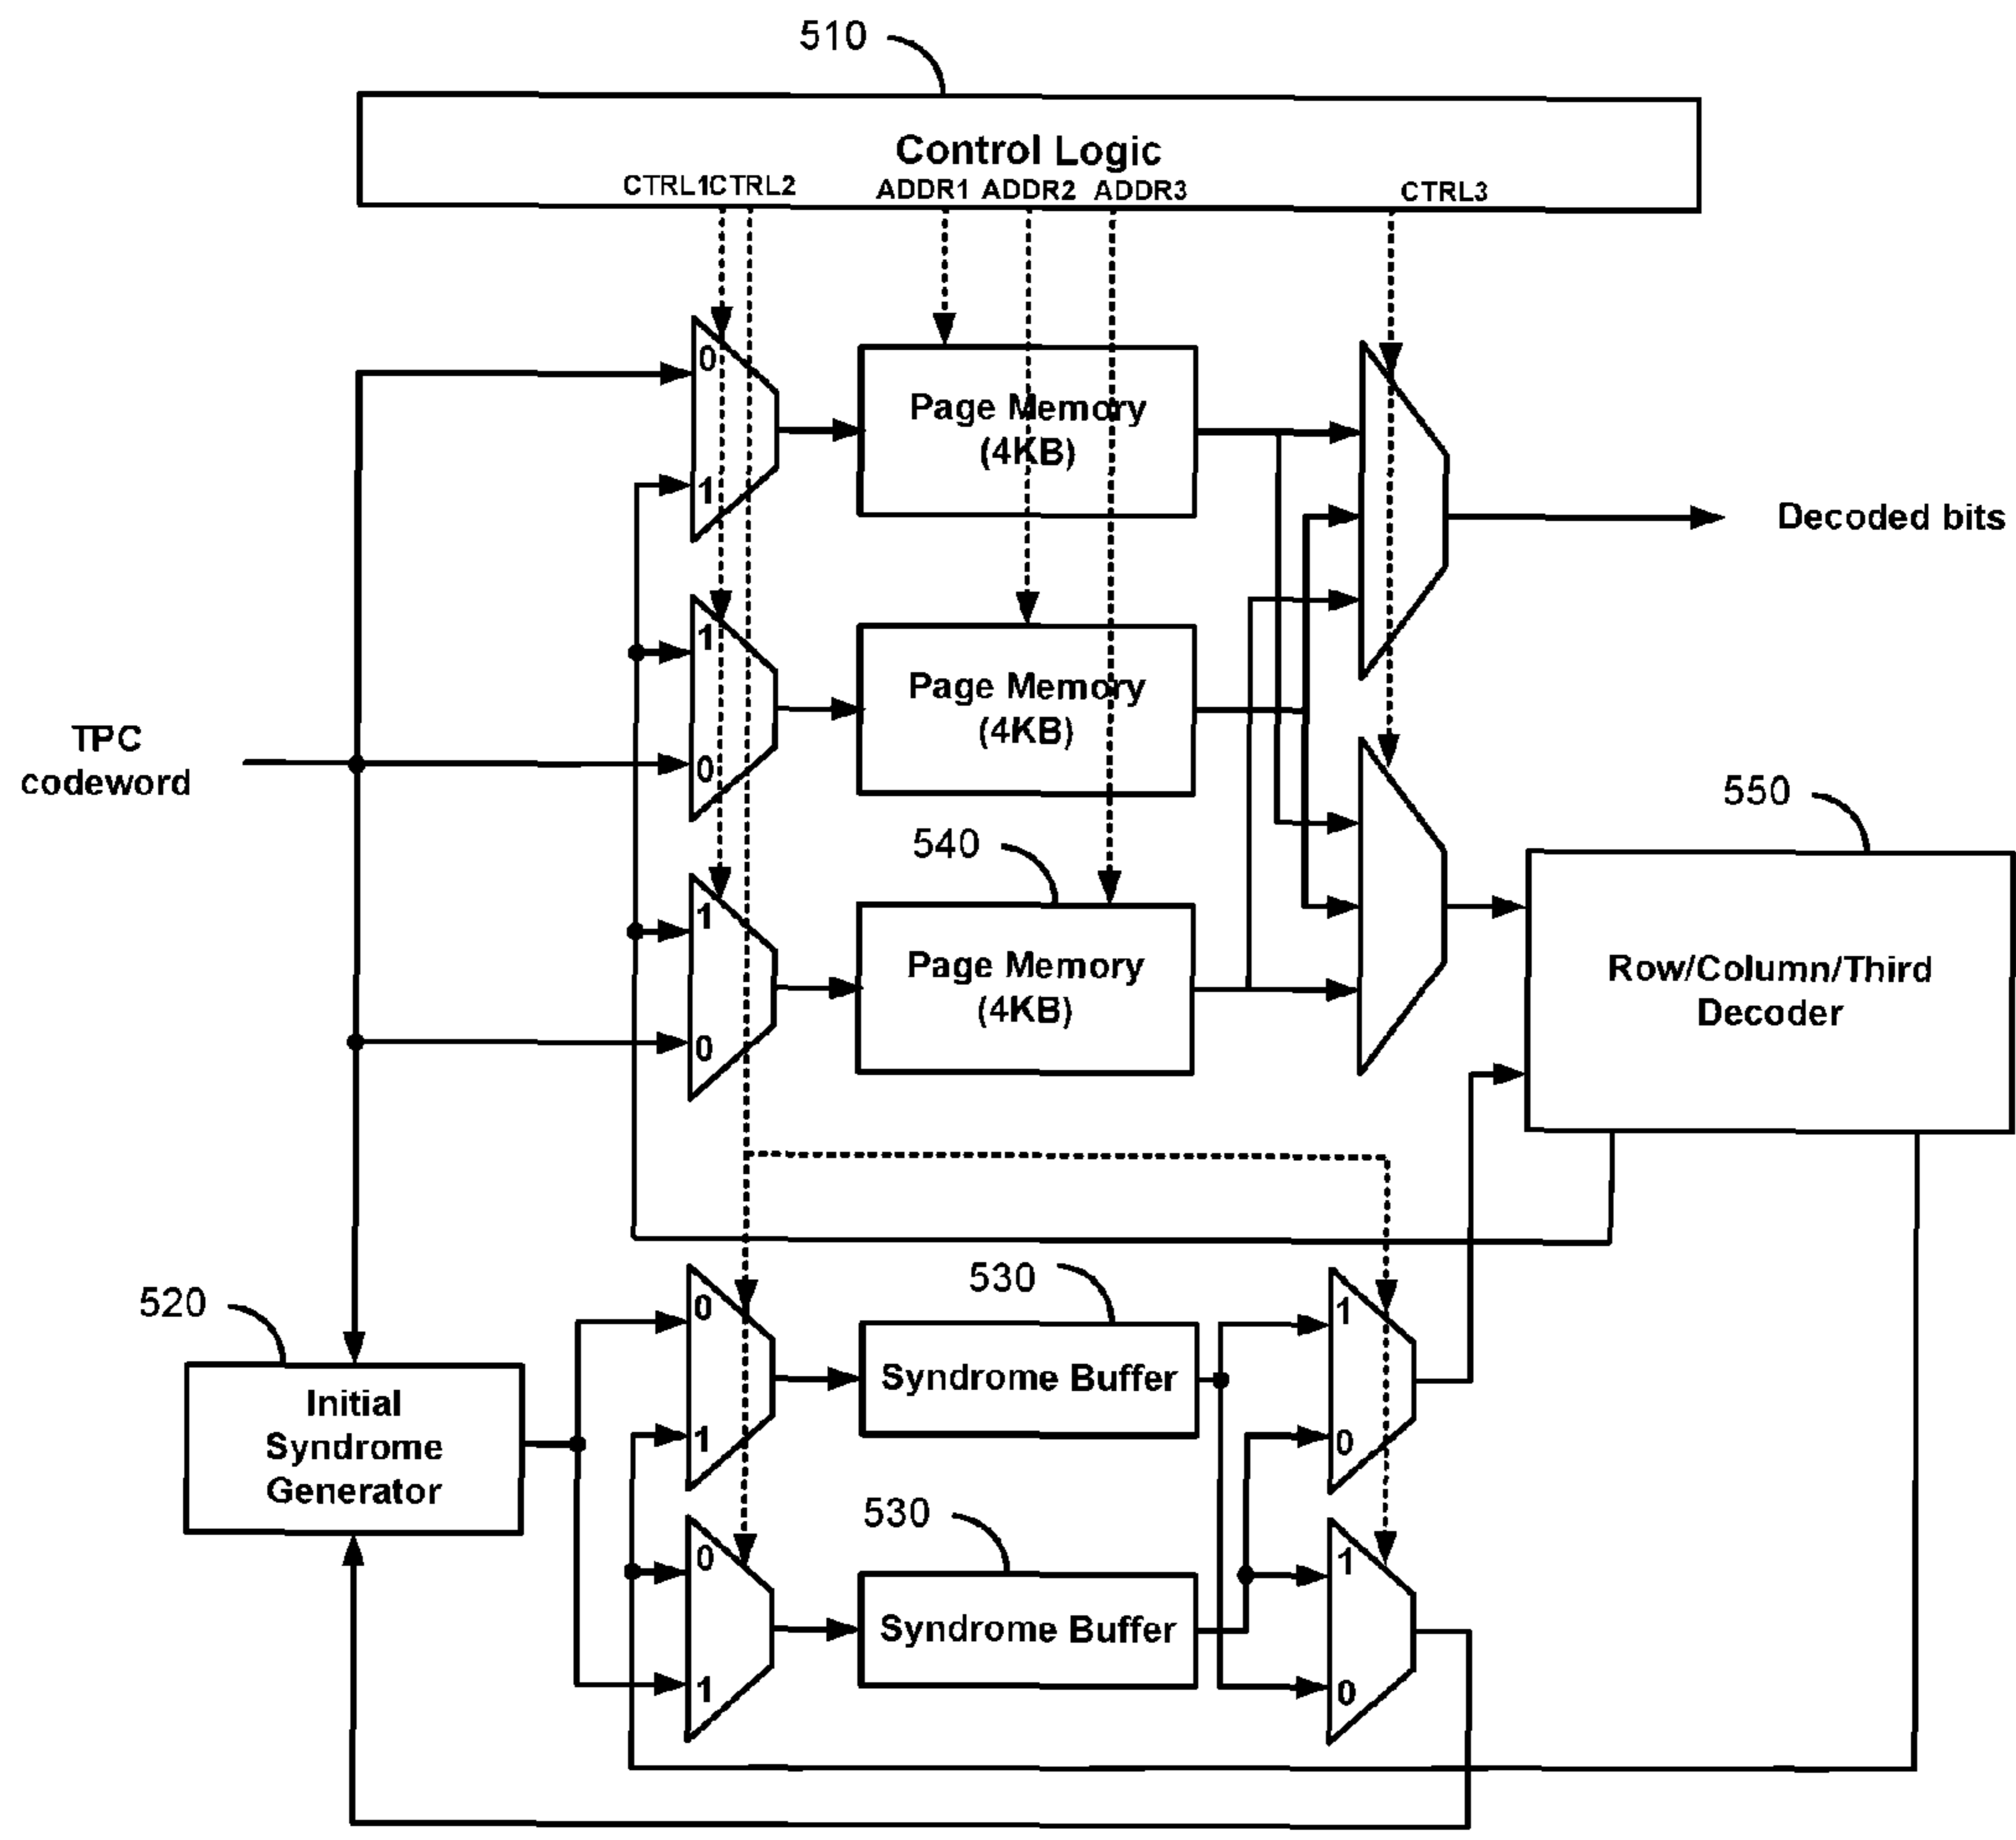 510
Control Logic
CTRL1CTRL2 ADDR1 ADDR2 ADDR3 CTRL3
0
Page Memory
(4KB)
1
Decoded bits
1
Page Memory
(4KB)
TPC
codeword
0
550
540
1
Page Memory
(4KB)
Row/Column/Third
Decoder
0
530
520
0
1
Syndrome Buffer
Initial
Syndrome
Generator
1
0
530
0
1
Syndrome Buffer
1
0